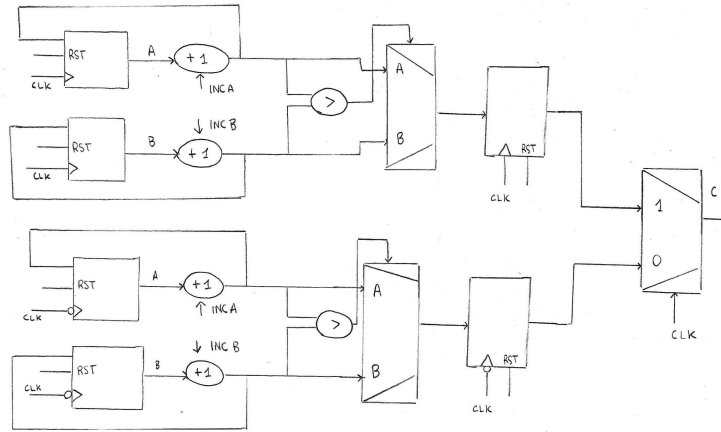 RST
CLK
A
+1
INCA
>
A
B
RST
CLK
B
+1
INC B
CLK
RST
1
0
C
CLK
RST
CLK
A
+1
INCA
>
A
B
RST
CLK
B
+1
INC B
CLK
RST